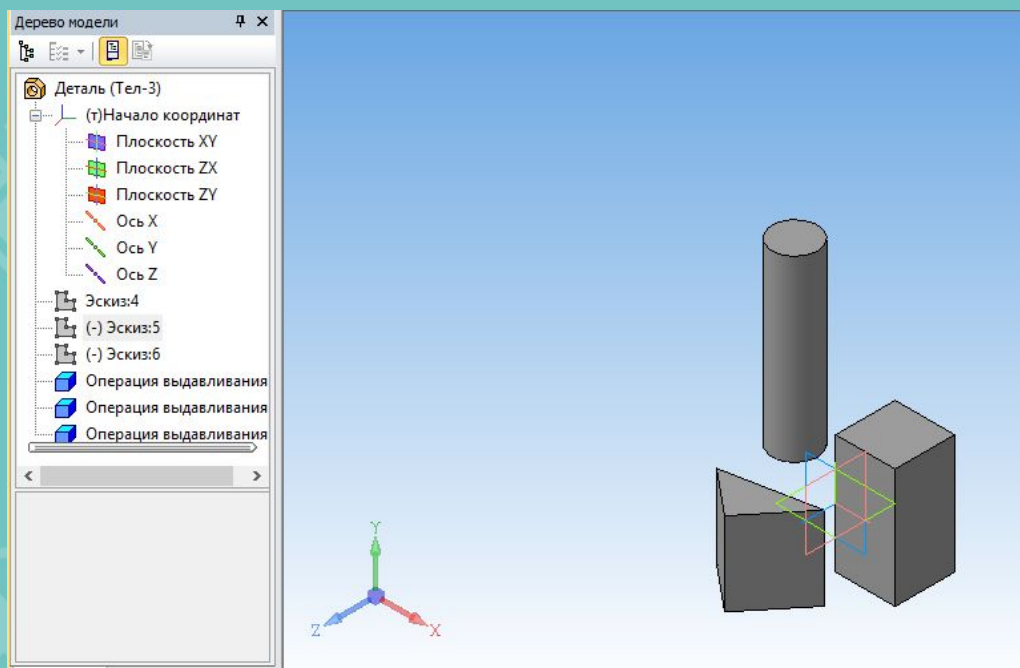 Дерево модели
Деталь (Тел-3)
(т)Начало координат
Плоскость XY
Плоскость ZX
Плоскость ZY
Ось X
Ось Y
Ось Z
Эскиз:4
(-) Эскиз:5
(-) Эскиз:6
Операция выдавливания
Операция выдавливания
Операция выдавливания
Y
Z
X